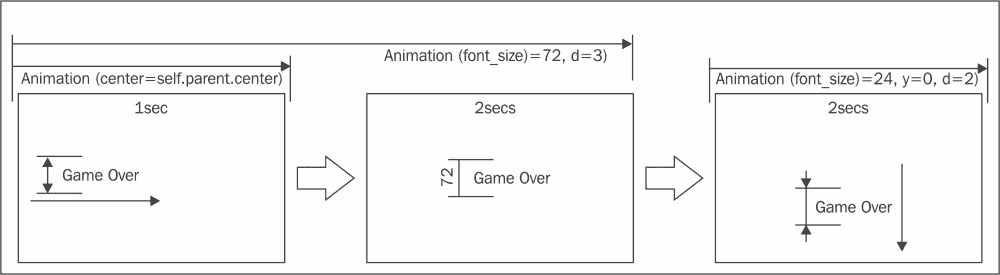 Animation (font_size)=72, d=3)
Animation (center=self.parent.center)
Animation (font_size)=24, y=0, d=2)
1sec
2secs
2secs
Game Over
72
Game Over
Game Over